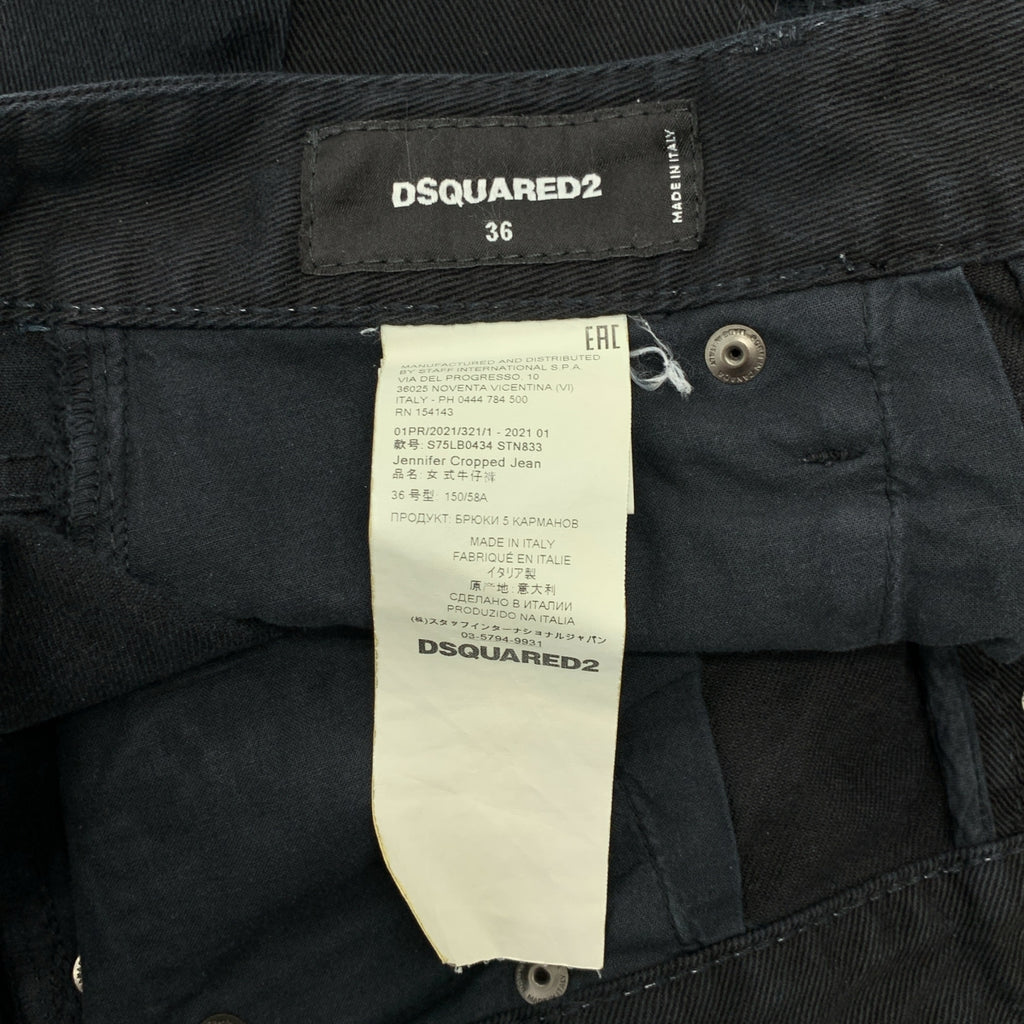 DSQUARED2
36
MADE IN ITALY
EAC
MANUFACTURED AND DISTRIBUTED
BY STAFF INTERNATIONAL S.P.A.
VIA DEL PROGRESSO, 10
36025 NOVENTA VICENTINA (VI)
ITALY - PH 0444 784 500
RN 154143
01PR/2021/321/1 - 2021 01
款号: S75LB0434 STN833
Jennifer Cropped Jean
品名: 女式牛仔裤
36 号型: 150/58A
ПРОДУКТ: БРЮКИ 5 КАРМАНОВ
MADE IN ITALY
FABRIQUÉ EN ITALIE
イタリア製
原产地: 意大利
СДЕЛАНО В ИТАЛИИ
PRODUZIDO NA ITALIA
(株)スタッフインターナショナルジャパン
03-5794-9931
DSQUARED2